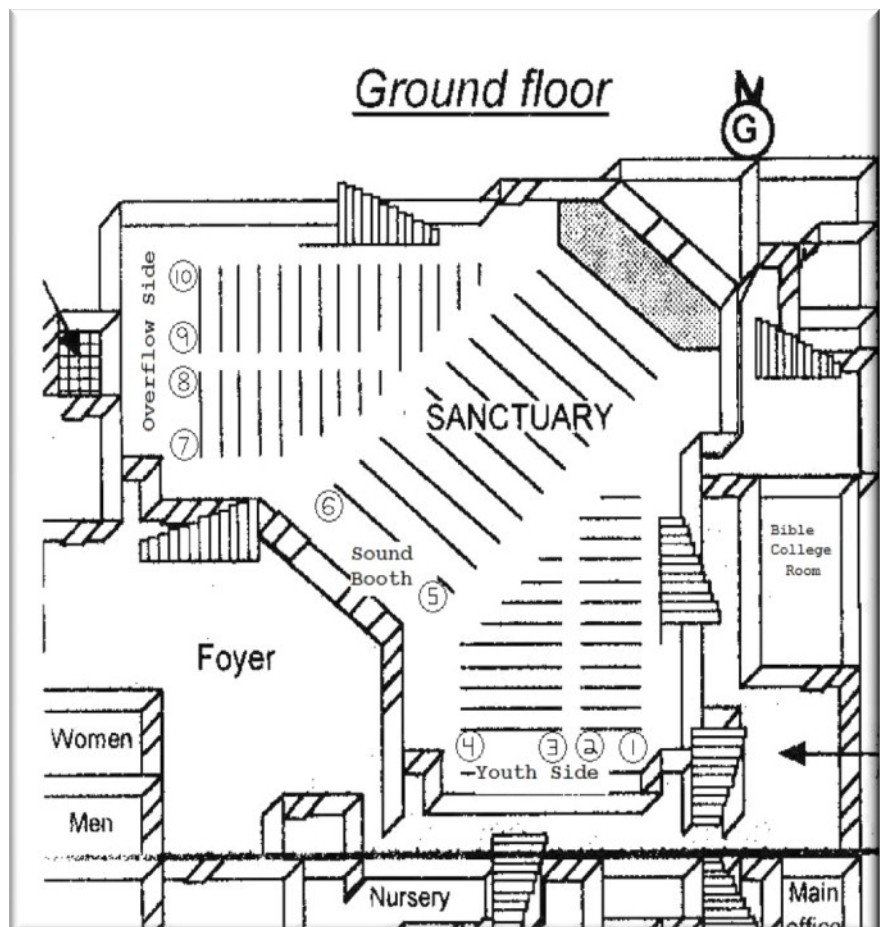 Ground floor
N
G
10
Overflow Side
9
8
SANCTUARY
7
6
Sound
Booth
5
Bible
College
Room
Foyer
Women
4 3 2 1
Youth Side
Men
Nursery
Main
office